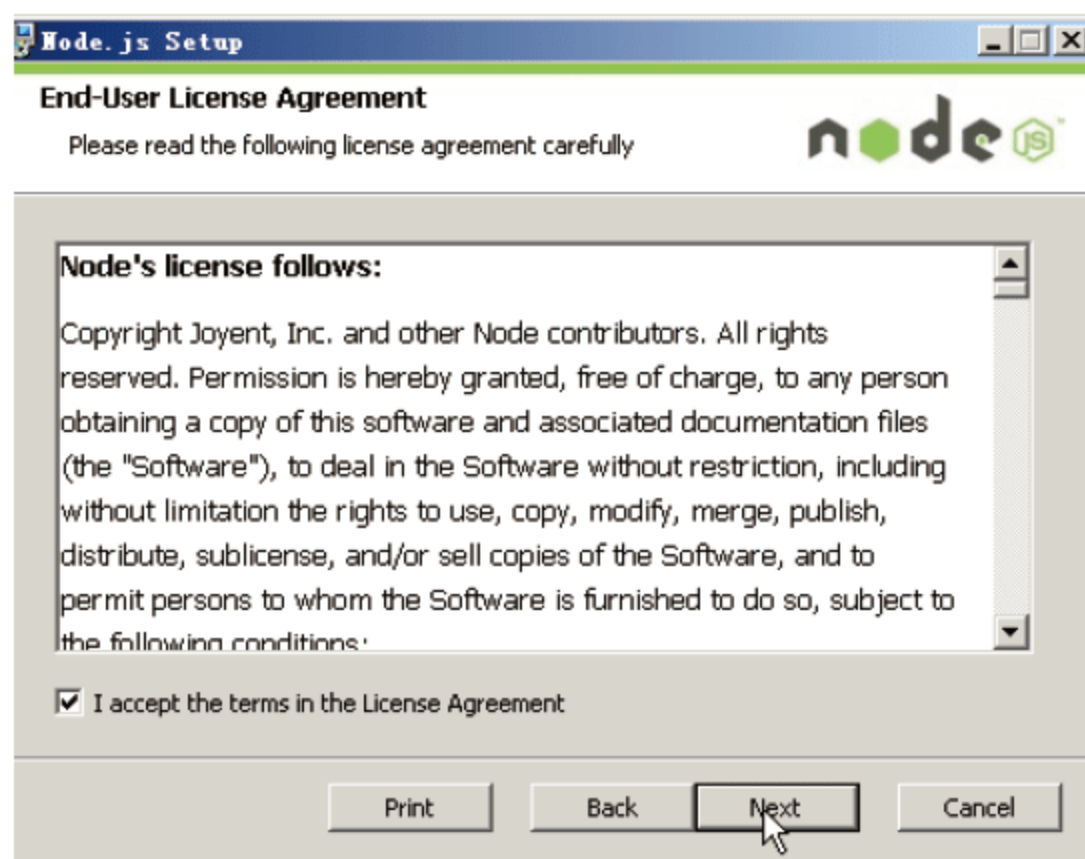 Node.js Setup
End-User License Agreement
Please read the following license agreement carefully
node JS
Node's license follows:
Copyright Joyent, Inc. and other Node contributors. All rights
reserved. Permission is hereby granted, free of charge, to any person
obtaining a copy of this software and associated documentation files
(the "Software"), to deal in the Software without restriction, including
without limitation the rights to use, copy, modify, merge, publish,
distribute, sublicense, and/or sell copies of the Software, and to
permit persons to whom the Software is furnished to do so, subject to
the following conditions:
I accept the terms in the License Agreement
Print Back Next Cancel